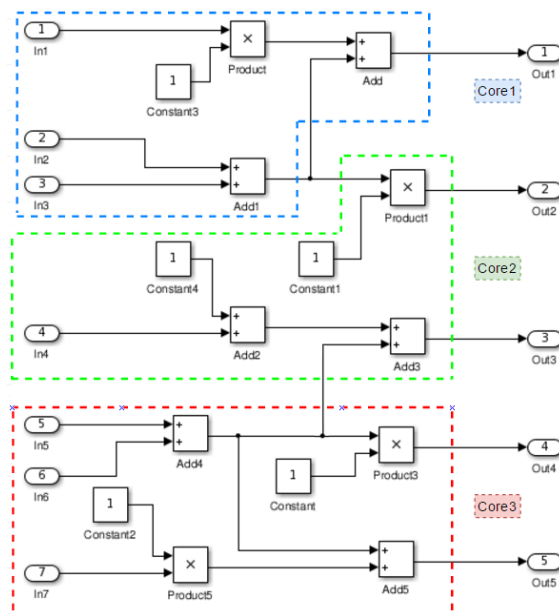 1
In1
×
Product
+
+
Add
1
Out1
1
Constant3
Core1
2
In2
3
In3
+
+
Add1
×
Product1
2
Out2
1
Constant4
1
Constant1
Core2
4
In4
+
+
Add2
+
+
Add3
3
Out3
5
In5
+
+
Add4
×
Product3
4
Out4
6
In6
1
Constant
1
Constant2
Core3
7
In7
×
Product5
+
+
Add5
5
Out5